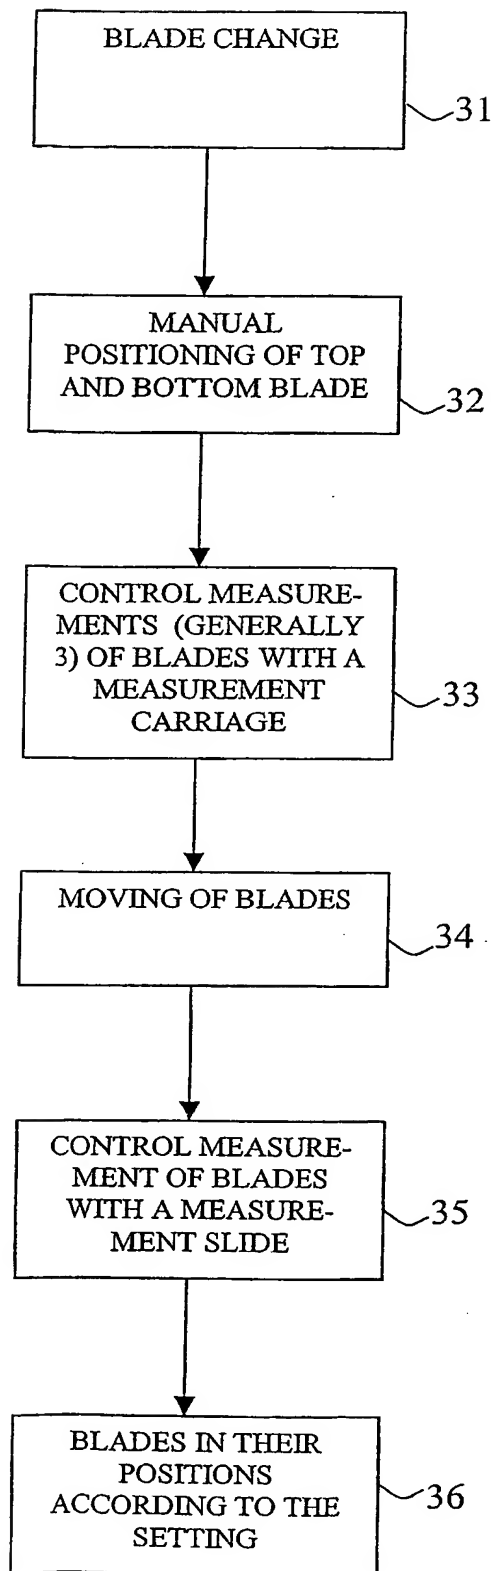 BLADE CHANGE
31
MANUAL
POSITIONING OF TOP
AND BOTTOM BLADE
32
CONTROL MEASURE-
MENTS (GENERALLY
3) OF BLADES WITH A
MEASUREMENT
CARRIAGE
33
MOVING OF BLADES
34
CONTROL MEASURE-
MENT OF BLADES
WITH A MEASURE-
MENT SLIDE
35
BLADES IN THEIR
POSITIONS
ACCORDING TO THE
SETTING
36